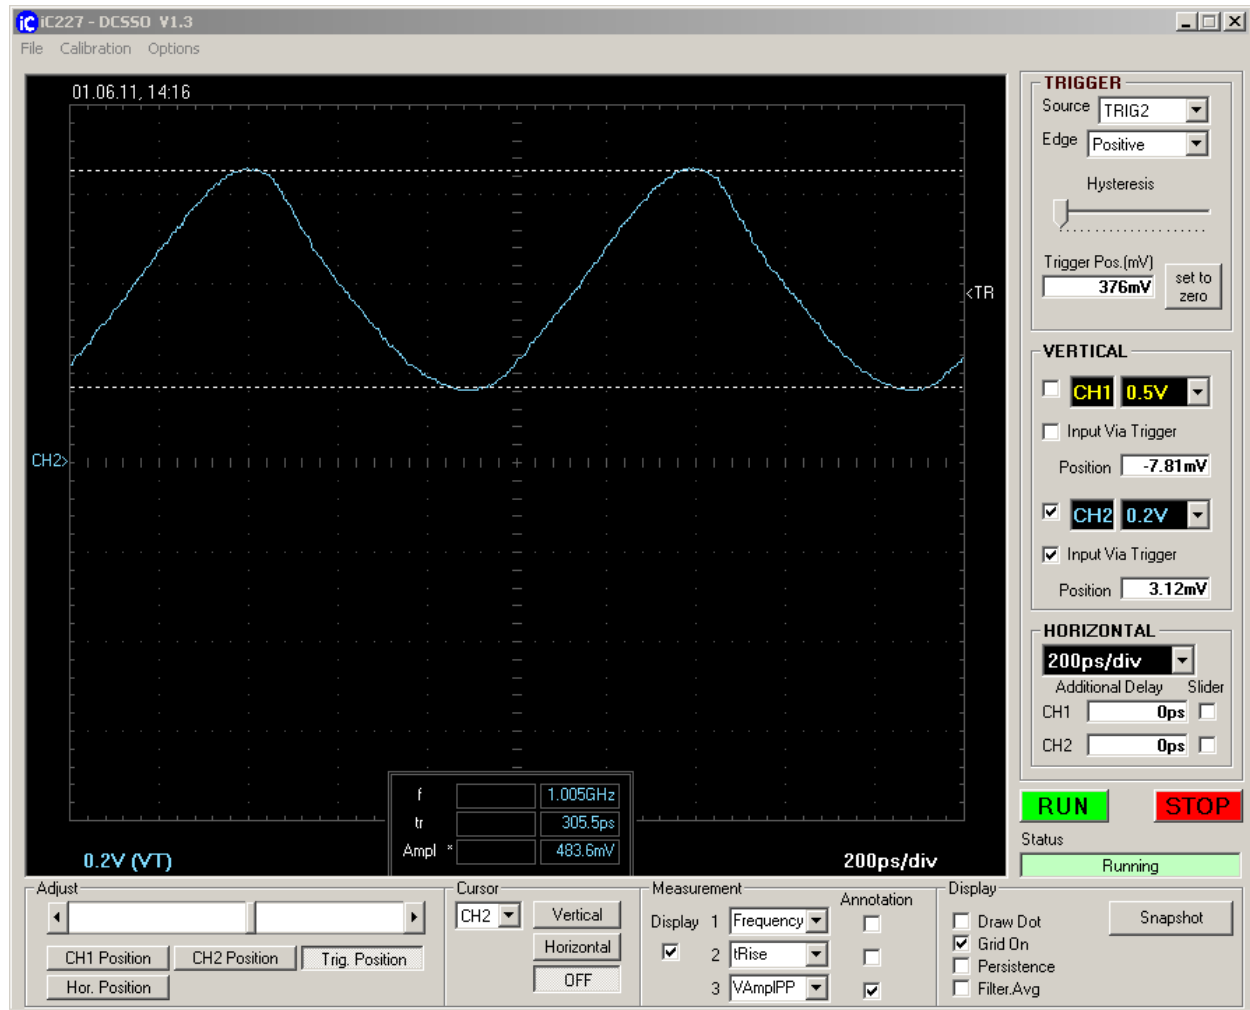 iC iC227 - DCSSO V1.3
File Calibration Options
01.06.11, 14:16
<TR
CH2>
f 1.005GHz
tr 305.5ps
Ampl * 483.6mV
0.2V (VT) 200ps/div
TRIGGER
Source TRIG2
Edge Positive
Hysteresis
Trigger Pos.(mV)
376mV
set to
zero
VERTICAL
CH1 0.5V
Input Via Trigger
Position -7.81mV
CH2 0.2V
Input Via Trigger
Position 3.12mV
HORIZONTAL
200ps/div
Additional Delay Slider
CH1 0ps
CH2 0ps
RUN STOP
Status
Running
Adjust
CH1 Position CH2 Position Trig. Position
Hor. Position
Cursor
CH2 Vertical
Horizontal
OFF
Measurement
Annotation
Display 1 Frequency
2 tRise
3 VAmplPP
Display
Draw Dot
Grid On
Persistence
Filter.Avg
Snapshot